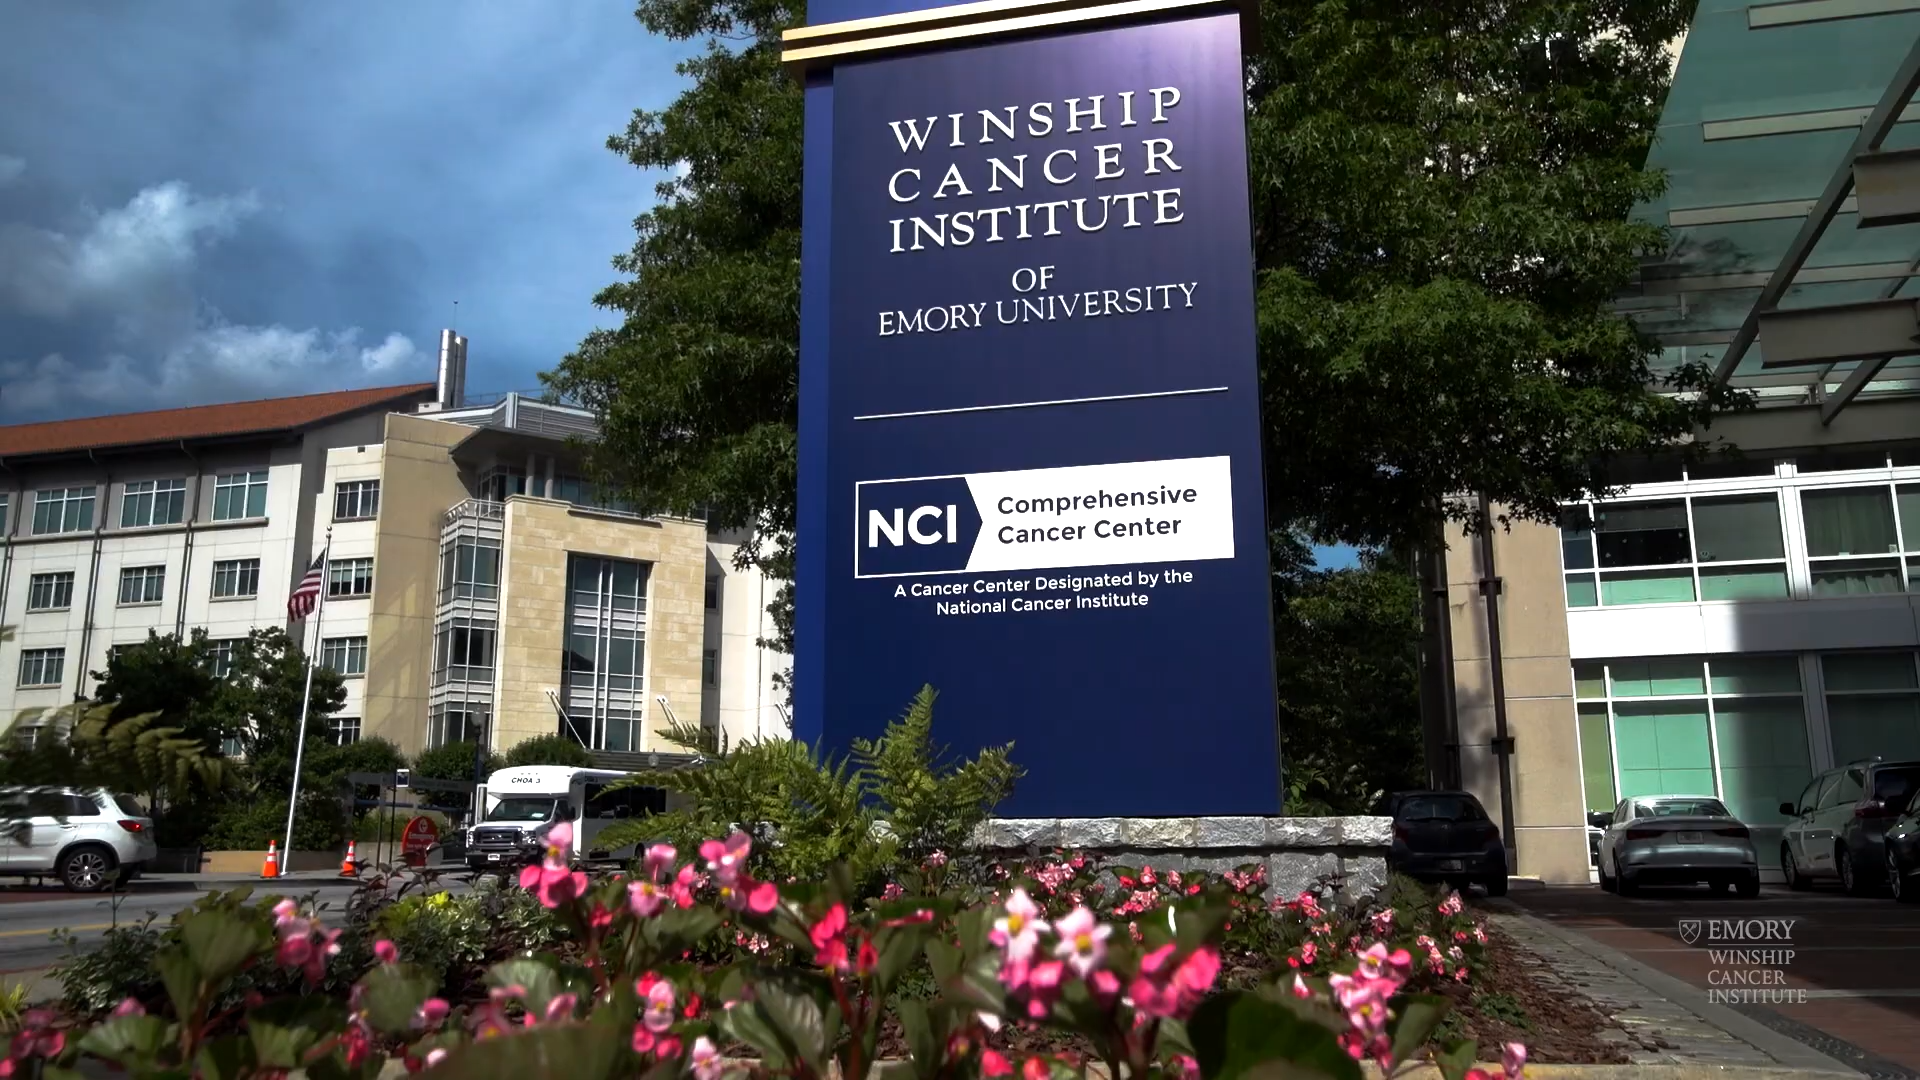 WINSHIP
CANCER
INSTITUTE
OF
EMORY UNIVERSITY
NCI
Comprehensive
Cancer Center
A Cancer Center Designated by the
National Cancer Institute
CHOA 3
Emergency
EMORY
WINSHIP
CANCER
INSTITUTE